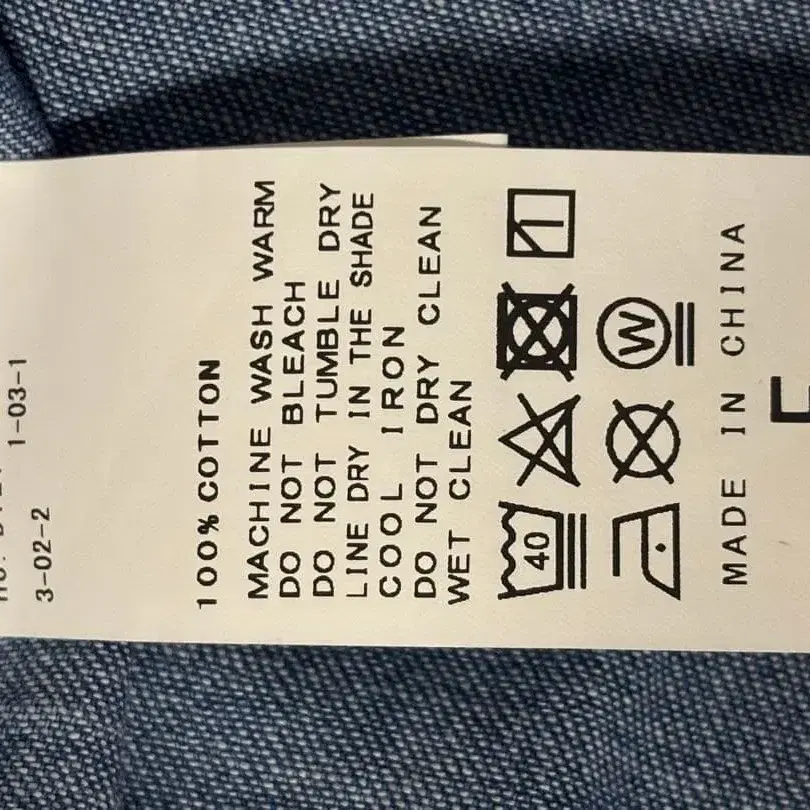 1-03-1
3-02-2
100% COTTON
MACHINE WASH WARM
DO NOT BLEACH
DO NOT TUMBLE DRY
LINE DRY IN THE SHADE
COOL IRON
DO NOT DRY CLEAN
WET CLEAN
40
W
MADE IN CHINA